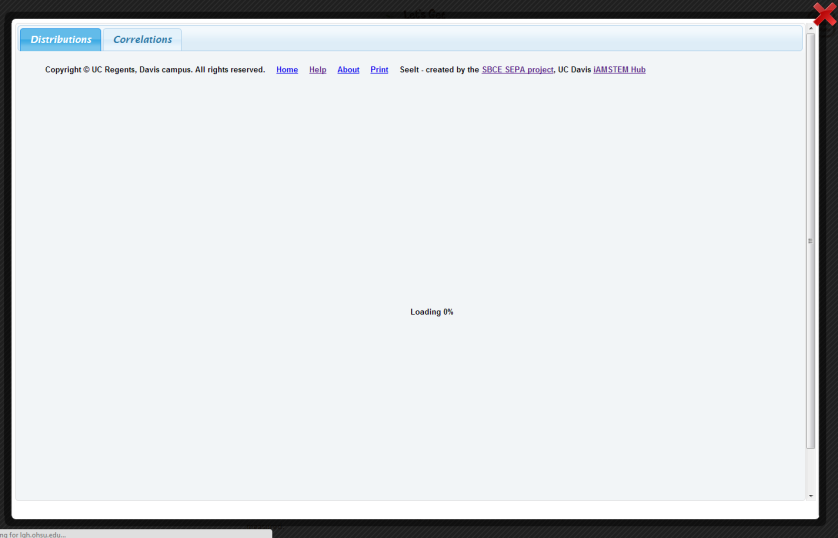 Distributions Correlations
Copyright © UC Regents, Davis campus. All rights reserved. Home Help About Print SeeIt - created by the SBCE SEPA project, UC Davis iAMSTEM Hub
Loading 0%
ng for lgh.ohsu.edu...